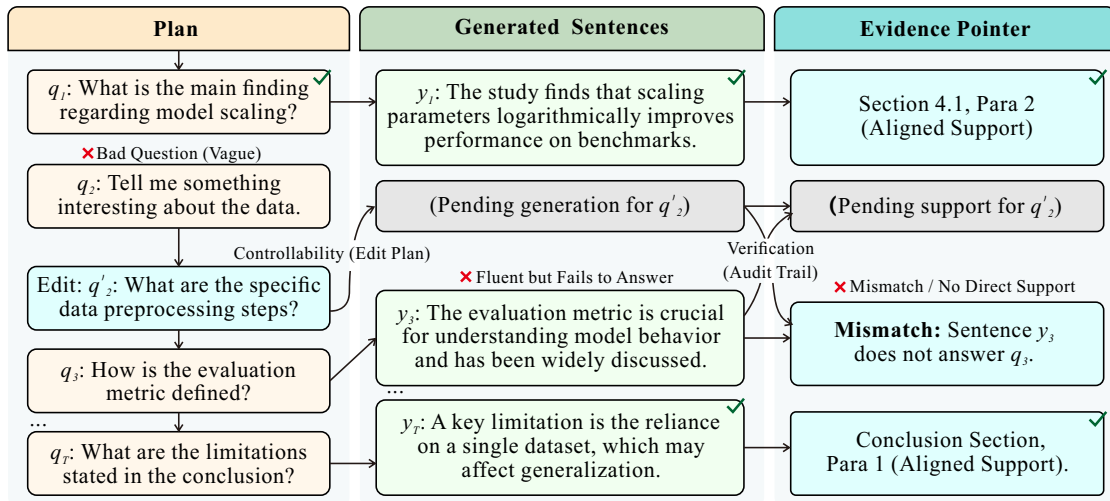 Plan
q₁: What is the main finding
regarding model scaling?
Bad Question (Vague)
q₂: Tell me something
interesting about the data.
Controllability (Edit Plan)
Edit: q'₂: What are the specific
data preprocessing steps?
q₃: How is the evaluation
metric defined?
...
q_T: What are the limitations
stated in the conclusion?
Generated Sentences
y₁: The study finds that scaling
parameters logarithmically improves
performance on benchmarks.
(Pending generation for q'₂)
Fluent but Fails to Answer
y₃: The evaluation metric is crucial
for understanding model behavior
and has been widely discussed.
...
y_T: A key limitation is the reliance
on a single dataset, which may
affect generalization.
Verification
(Audit Trail)
Evidence Pointer
Section 4.1, Para 2
(Aligned Support)
(Pending support for q'₂)
Mismatch / No Direct Support
Mismatch: Sentence y₃
does not answer q₃.
Conclusion Section,
Para 1 (Aligned Support).